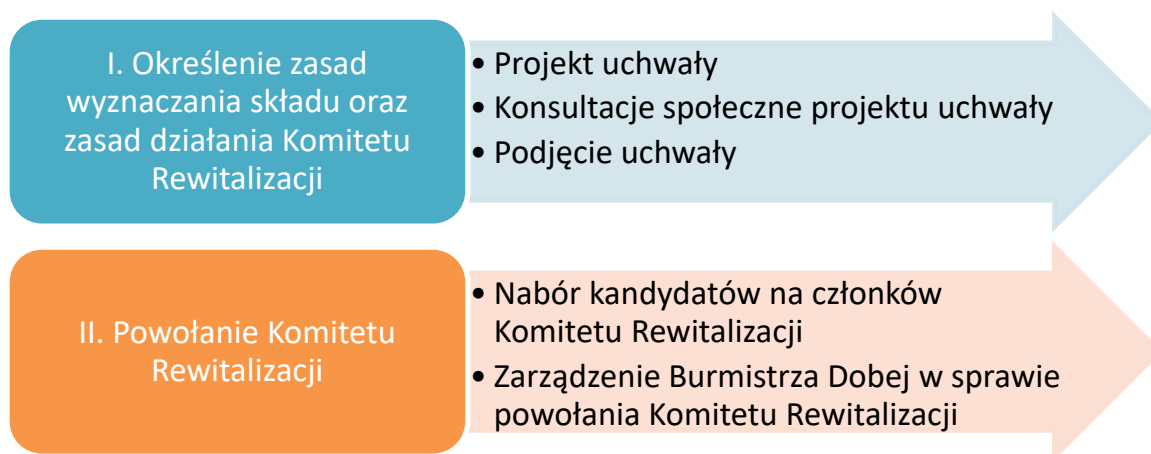 I. Określenie zasad
wyznaczania składu oraz
zasad działania Komitetu
Rewitalizacji
• Projekt uchwały
• Konsultacje społeczne projektu uchwały
• Podjęcie uchwały
II. Powołanie Komitetu
Rewitalizacji
• Nabór kandydatów na członków
Komitetu Rewitalizacji
• Zarządzenie Burmistrza Dobej w sprawie
powołania Komitetu Rewitalizacji